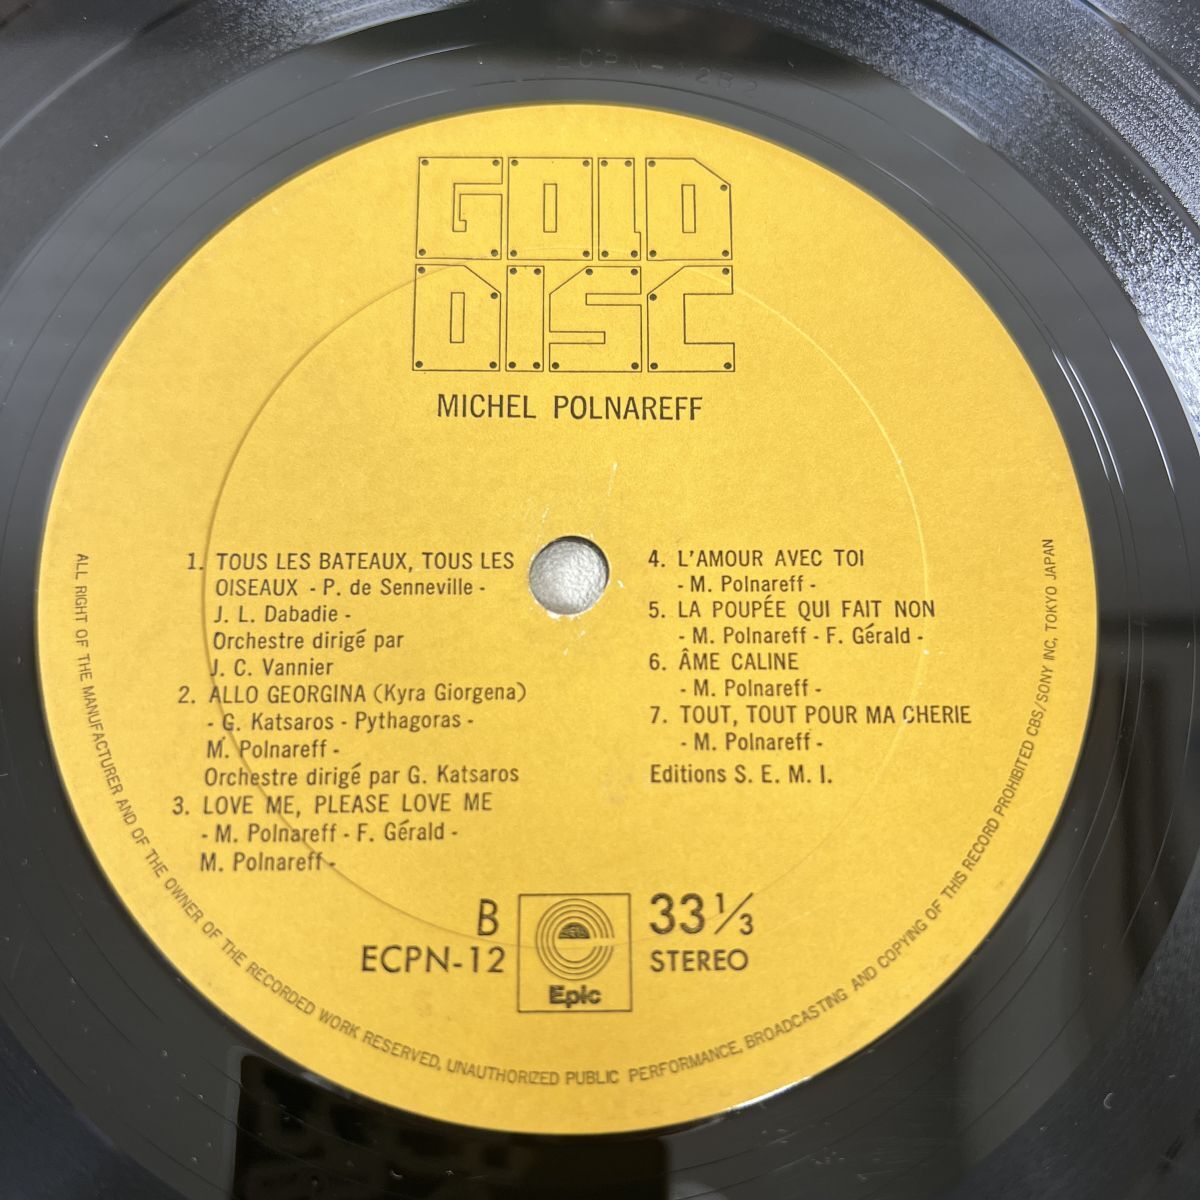 GOLD
DISC
MICHEL POLNAREFF
1. TOUS LES BATEAUX, TOUS LES
OISEAUX - P. de Senneville -
J. L. Dabadie -
Orchestre dirigé par
J. C. Vannier
2. ALLO GEORGINA (Kyra Giorgena)
- G. Katsaros - Pythagoras -
M. Polnareff -
Orchestre dirigé par G. Katsaros
3. LOVE ME, PLEASE LOVE ME
- M. Polnareff - F. Gérald -
M. Polnareff -
4. L'AMOUR AVEC TOI
- M. Polnareff -
5. LA POUPÉE QUI FAIT NON
- M. Polnareff - F. Gérald -
6. ÂME CALINE
- M. Polnareff -
7. TOUT, TOUT POUR MA CHERIE
- M. Polnareff -
Editions S. E. M. I.
B
ECPN-12
Epic
33 1/3
STEREO
ALL RIGHT OF THE MANUFACTURER AND OF THE OWNER OF THE RECORDED WORK RESERVED, UNAUTHORIZED PUBLIC PERFORMANCE, BROADCASTING AND COPYING OF THIS RECORD PROHIBITED CBS/SONY INC, TOKYO JAPAN